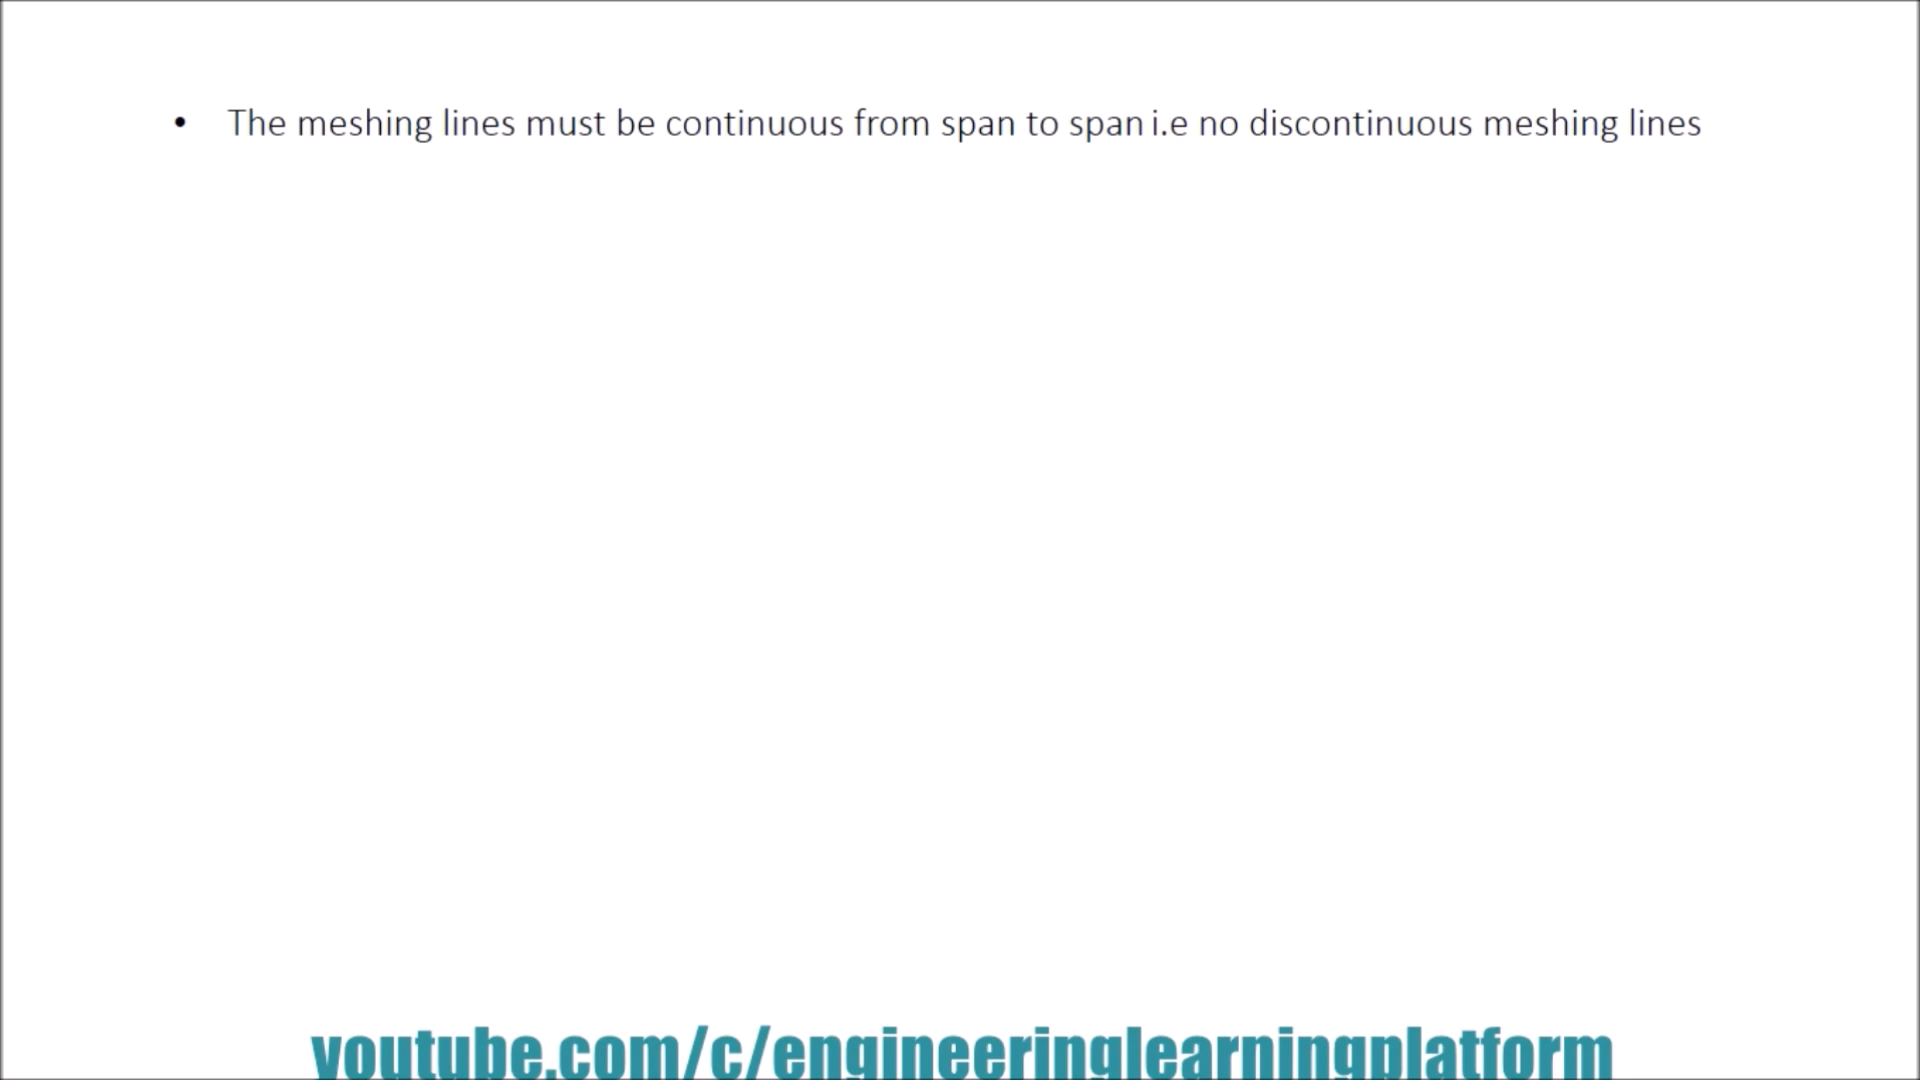 • The meshing lines must be continuous from span to span i.e no discontinuous meshing lines
youtube.com/c/engineeringlearningplatform